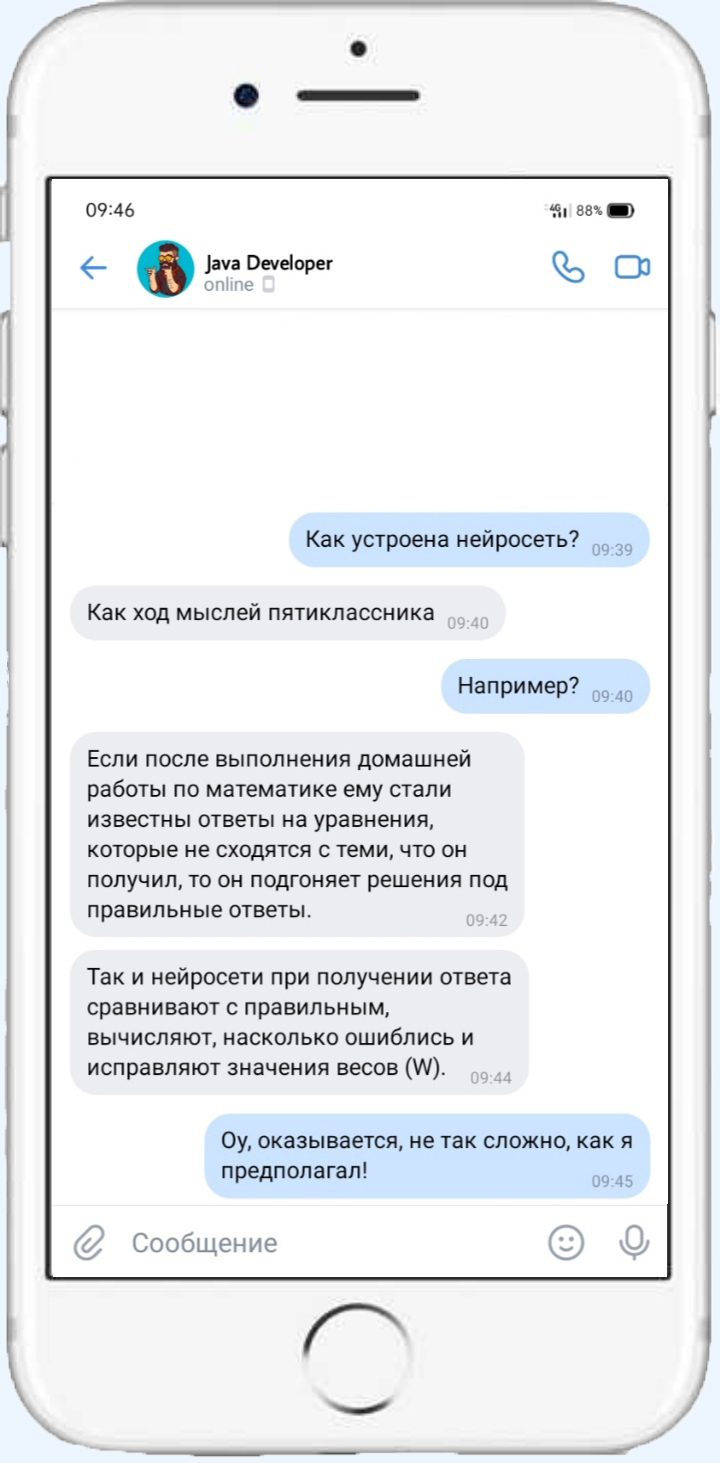 09:46
4G 88%
Java Developer
online
Как устроена нейросеть? 09:39
Как ход мыслей пятиклассника 09:40
Например? 09:40
Если после выполнения домашней
работы по математике ему стали
известны ответы на уравнения,
которые не сходятся с теми, что он
получил, то он подгоняет решения под
правильные ответы. 09:42
Так и нейросети при получении ответа
сравнивают с правильным,
вычисляют, насколько ошиблись и
исправляют значения весов (W). 09:44
Оу, оказывается, не так сложно, как я
предполагал! 09:45
Сообщение